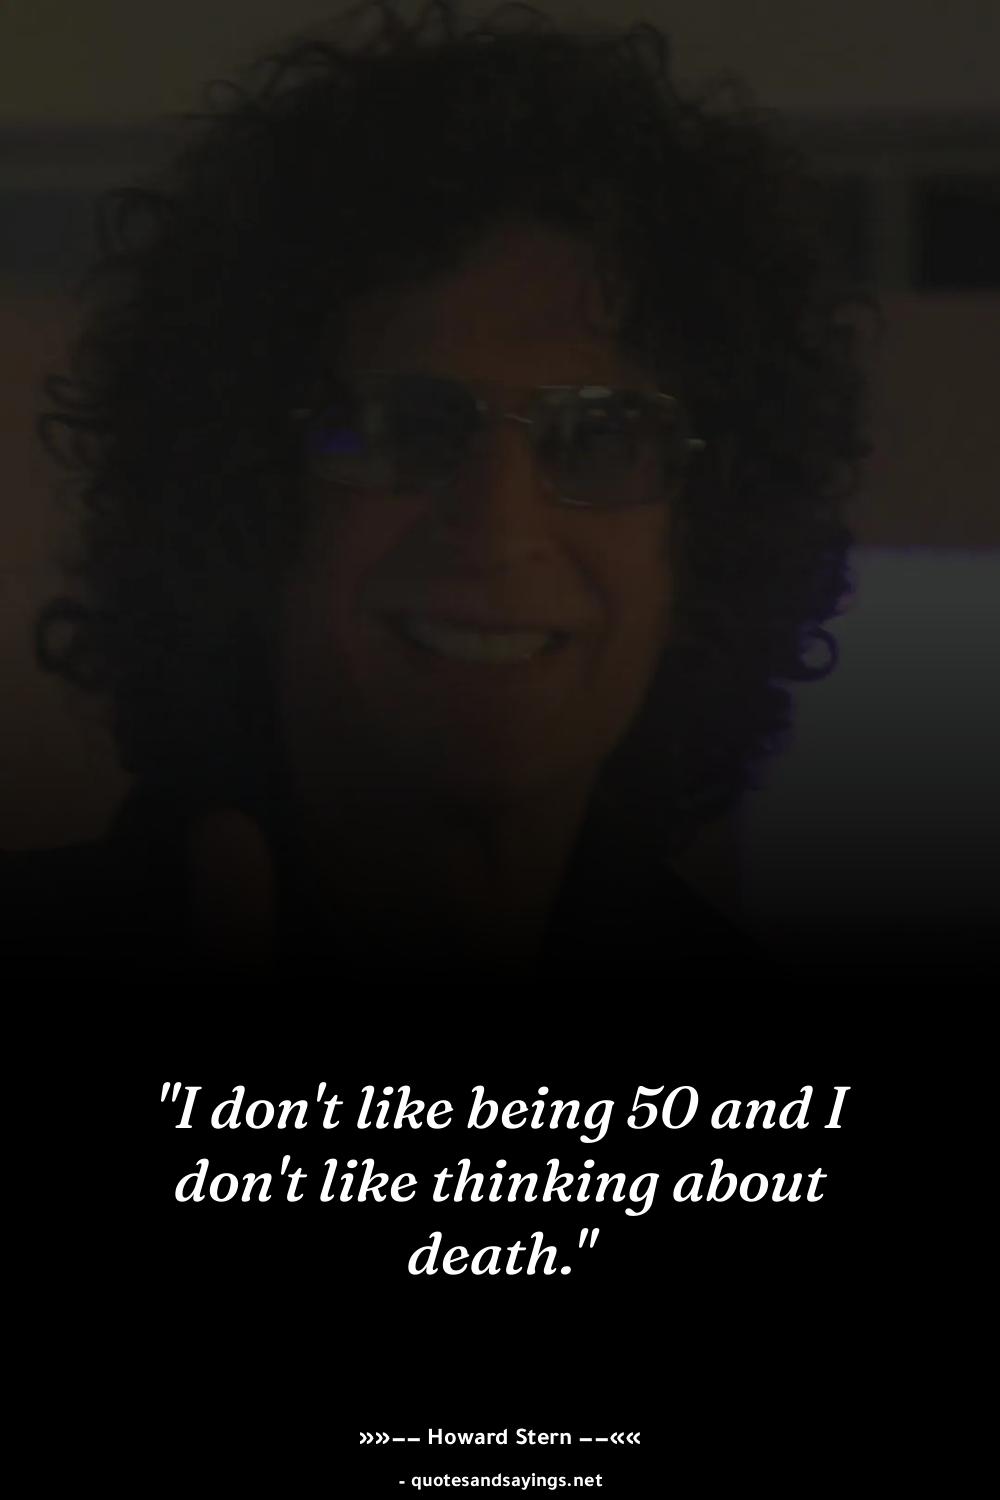 "I don't like being 50 and I
don't like thinking about
death."
»»–– Howard Stern ––««
- quotesandsayings.net